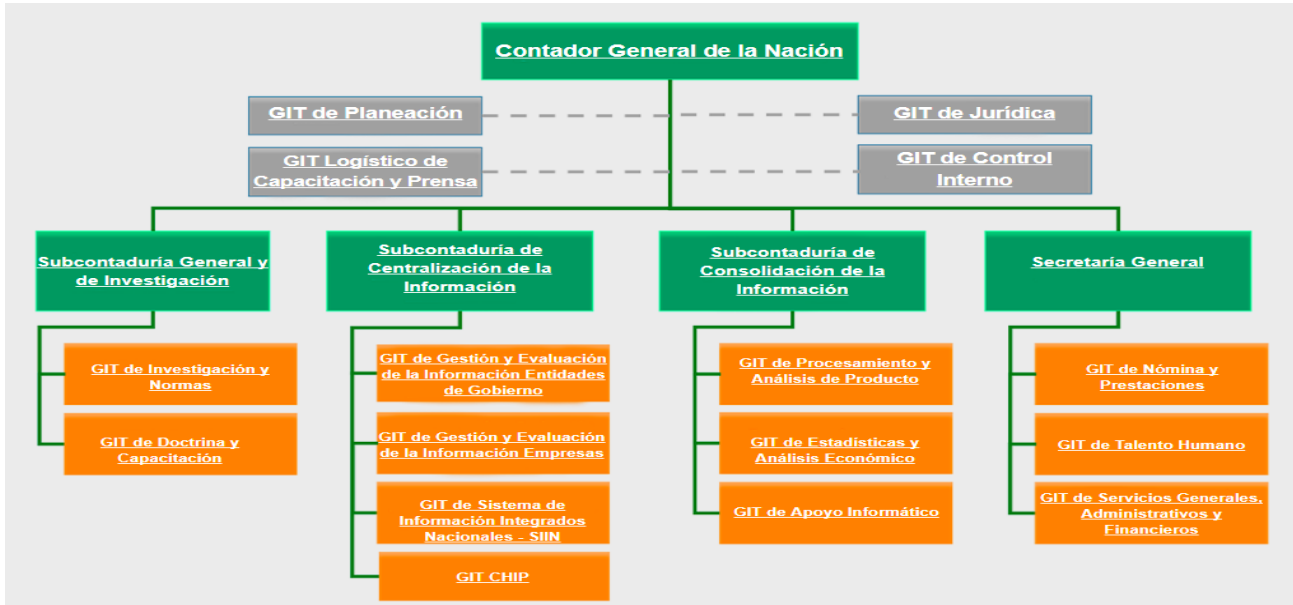 Contador General de la Nación
GIT de Planeación
GIT de Jurídica
GIT Logístico de
Capacitación y Prensa
GIT de Control
Interno
Subcontaduría General y
de Investigación
Subcontaduría de
Centralización de la
Información
Subcontaduría de
Consolidación de la
Información
Secretaría General
GIT de Investigación y
Normas
GIT de Doctrina y
Capacitación
GIT de Gestión y Evaluación
de la Información Entidades
de Gobierno
GIT de Gestión y Evaluación
de la Información Empresas
GIT de Sistema de
Información Integrados
Nacionales - SIIN
GIT CHIP
GIT de Procesamiento y
Análisis de Producto
GIT de Estadísticas y
Análisis Económico
GIT de Apoyo Informático
GIT de Nómina y
Prestaciones
GIT de Talento Humano
GIT de Servicios Generales,
Administrativos y
Financieros